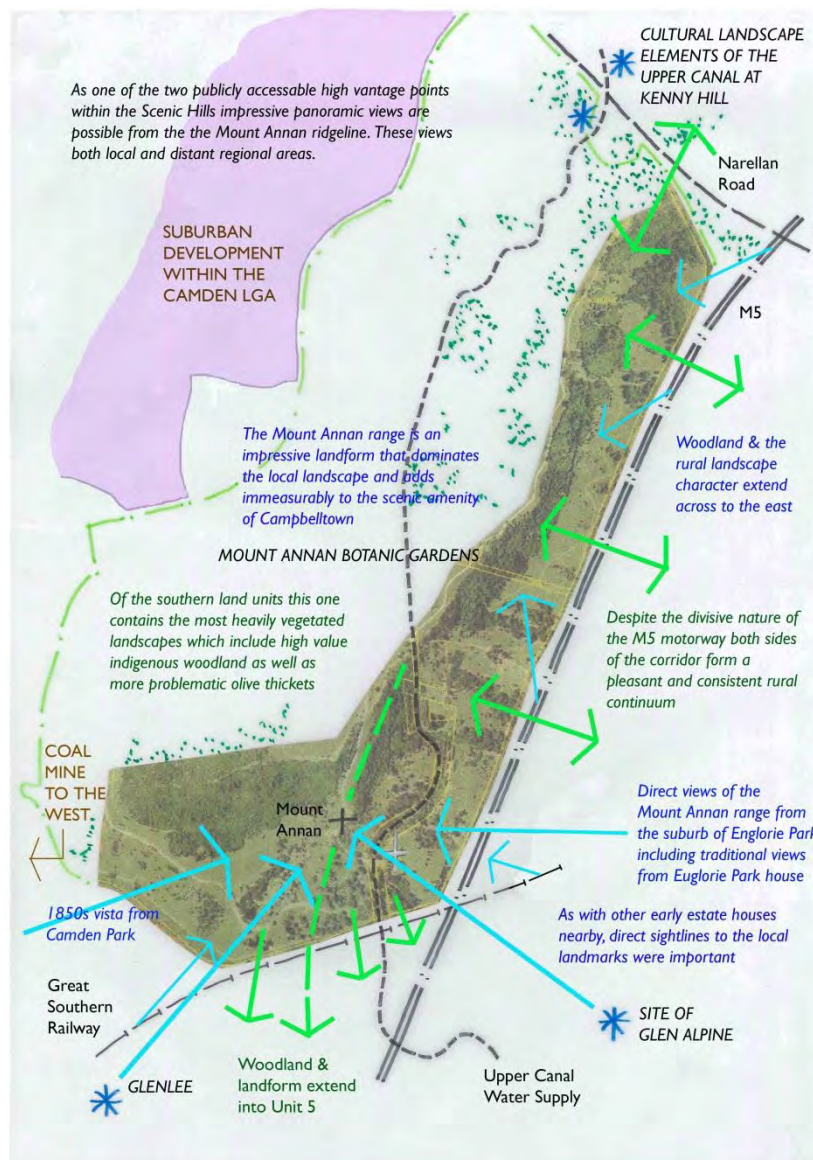 As one of the two publicly accessable high vantage points
within the Scenic Hills impressive panoramic views are
possible from the the Mount Annan ridgeline. These views
both local and distant regional areas.
CULTURAL LANDSCAPE
ELEMENTS OF THE
UPPER CANAL AT
KENNY HILL
Narellan
Road
SUBURBAN
DEVELOPMENT
WITHIN THE
CAMDEN LGA
M5
The Mount Annan range is an
impressive landform that dominates
the local landscape and adds
immeasurably to the scenic amenity
of Campbelltown
Woodland & the
rural landscape
character extend
across to the east
MOUNT ANNAN BOTANIC GARDENS
Of the southern land units this one
contains the most heavily vegetated
landscapes which include high value
indigenous woodland as well as
more problematic olive thickets
Despite the divisive nature of
the M5 motorway both sides
of the corridor form a
pleasant and consistent rural
continuum
COAL
MINE
TO THE
WEST
Mount
Annan
Direct views of the
Mount Annan range from
the suburb of Englorie Park
including traditional views
from Euglorie Park house
1850s vista from
Camden Park
As with other early estate houses
nearby, direct sightlines to the local
landmarks were important
Great
Southern
Railway
SITE OF
GLEN ALPINE
GLENLEE
Woodland &
landform extend
into Unit 5
Upper Canal
Water Supply